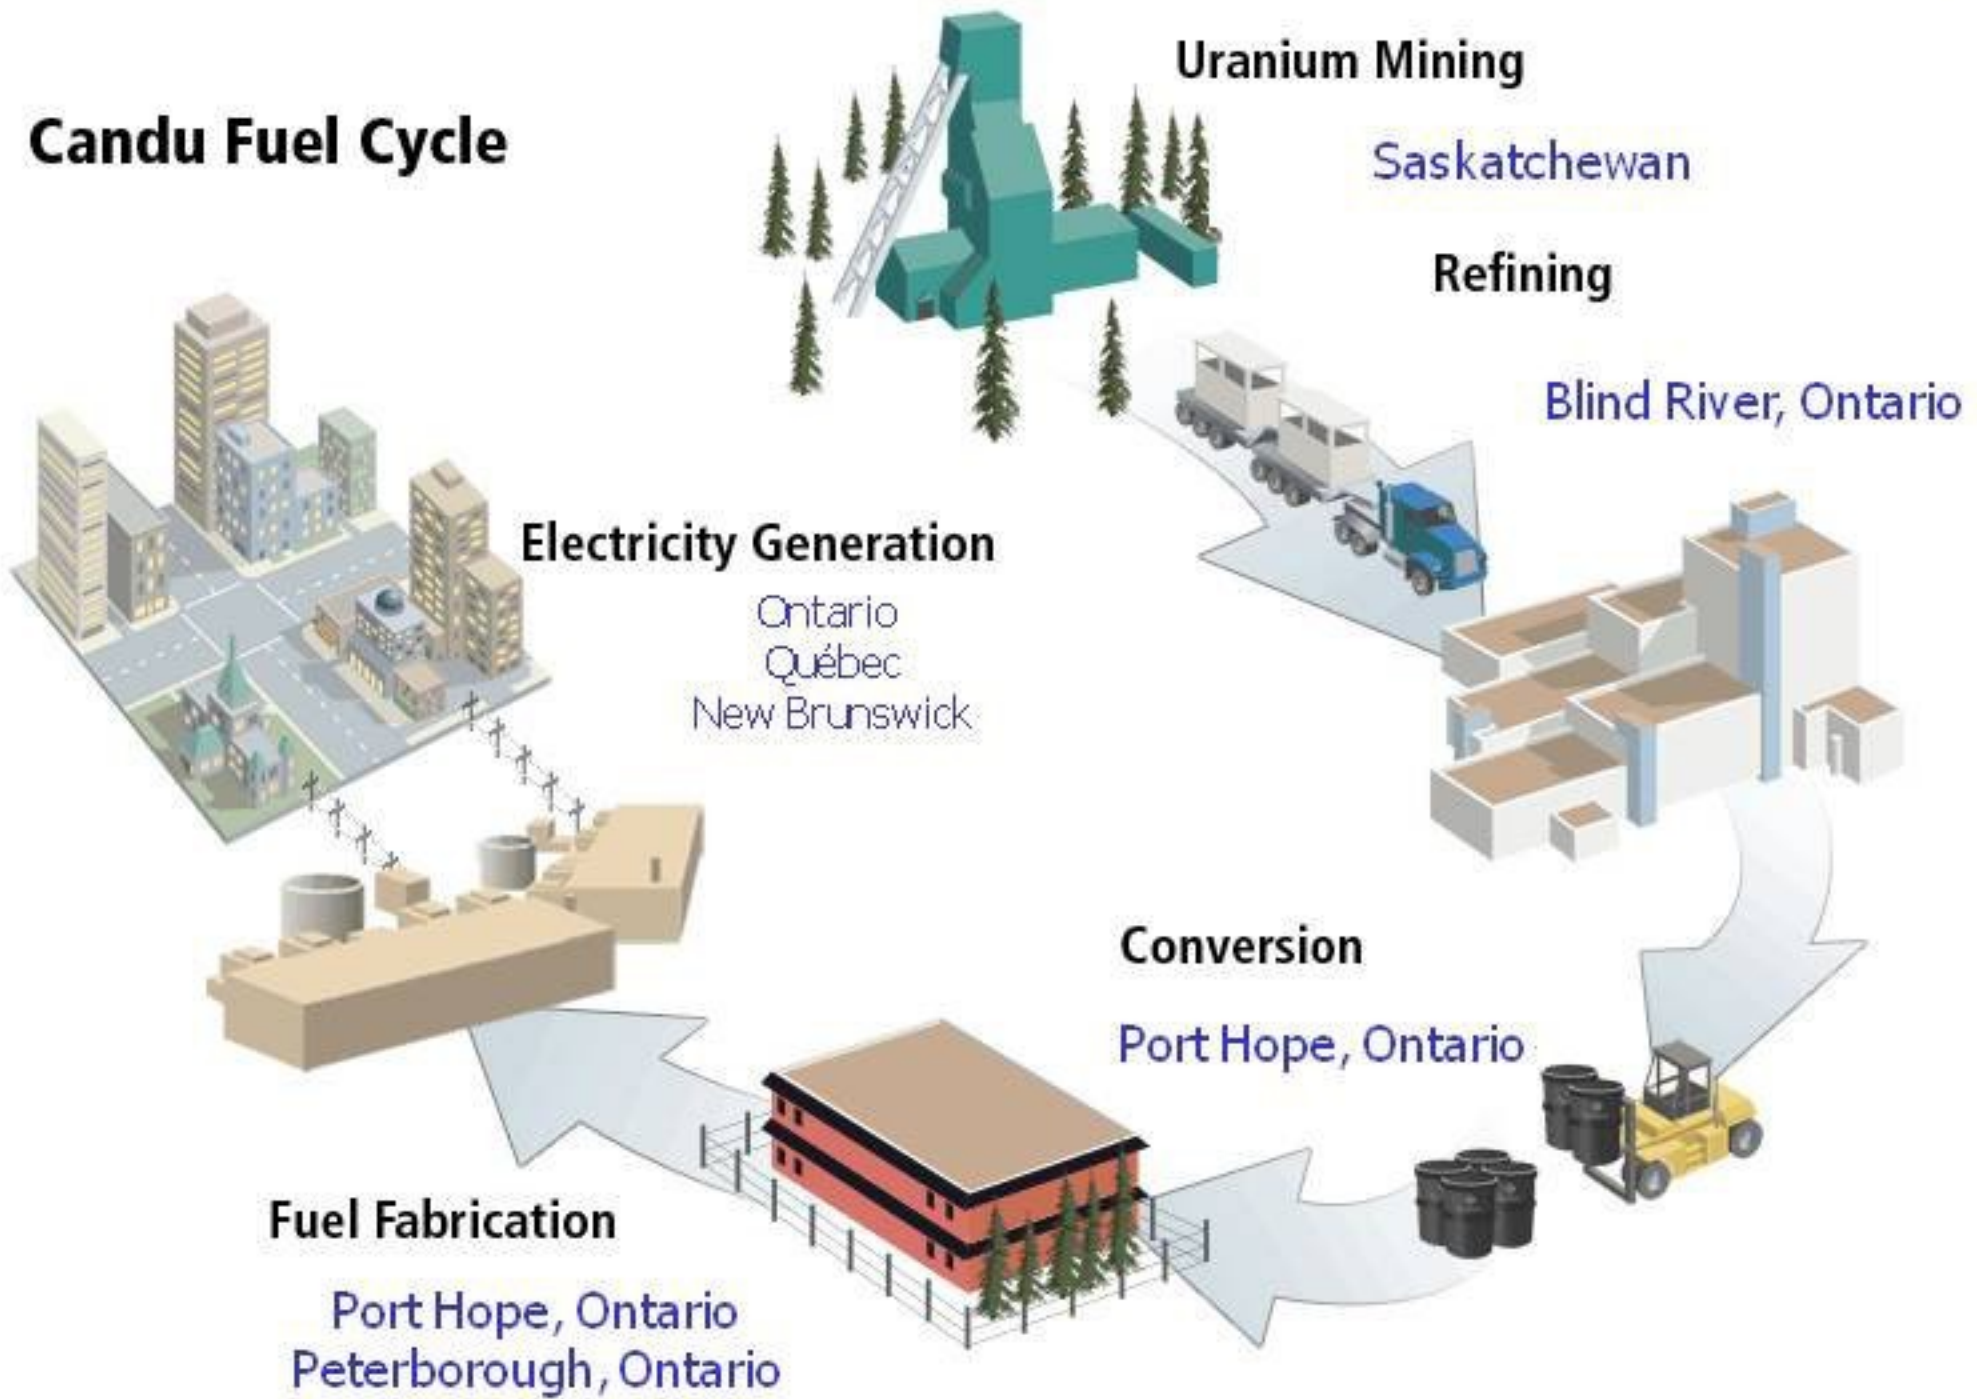 Candu Fuel Cycle
Uranium Mining
Saskatchewan
Refining
Blind River, Ontario
Electricity Generation
Ontario
Québec
New Brunswick
Conversion
Port Hope, Ontario
Fuel Fabrication
Port Hope, Ontario
Peterborough, Ontario